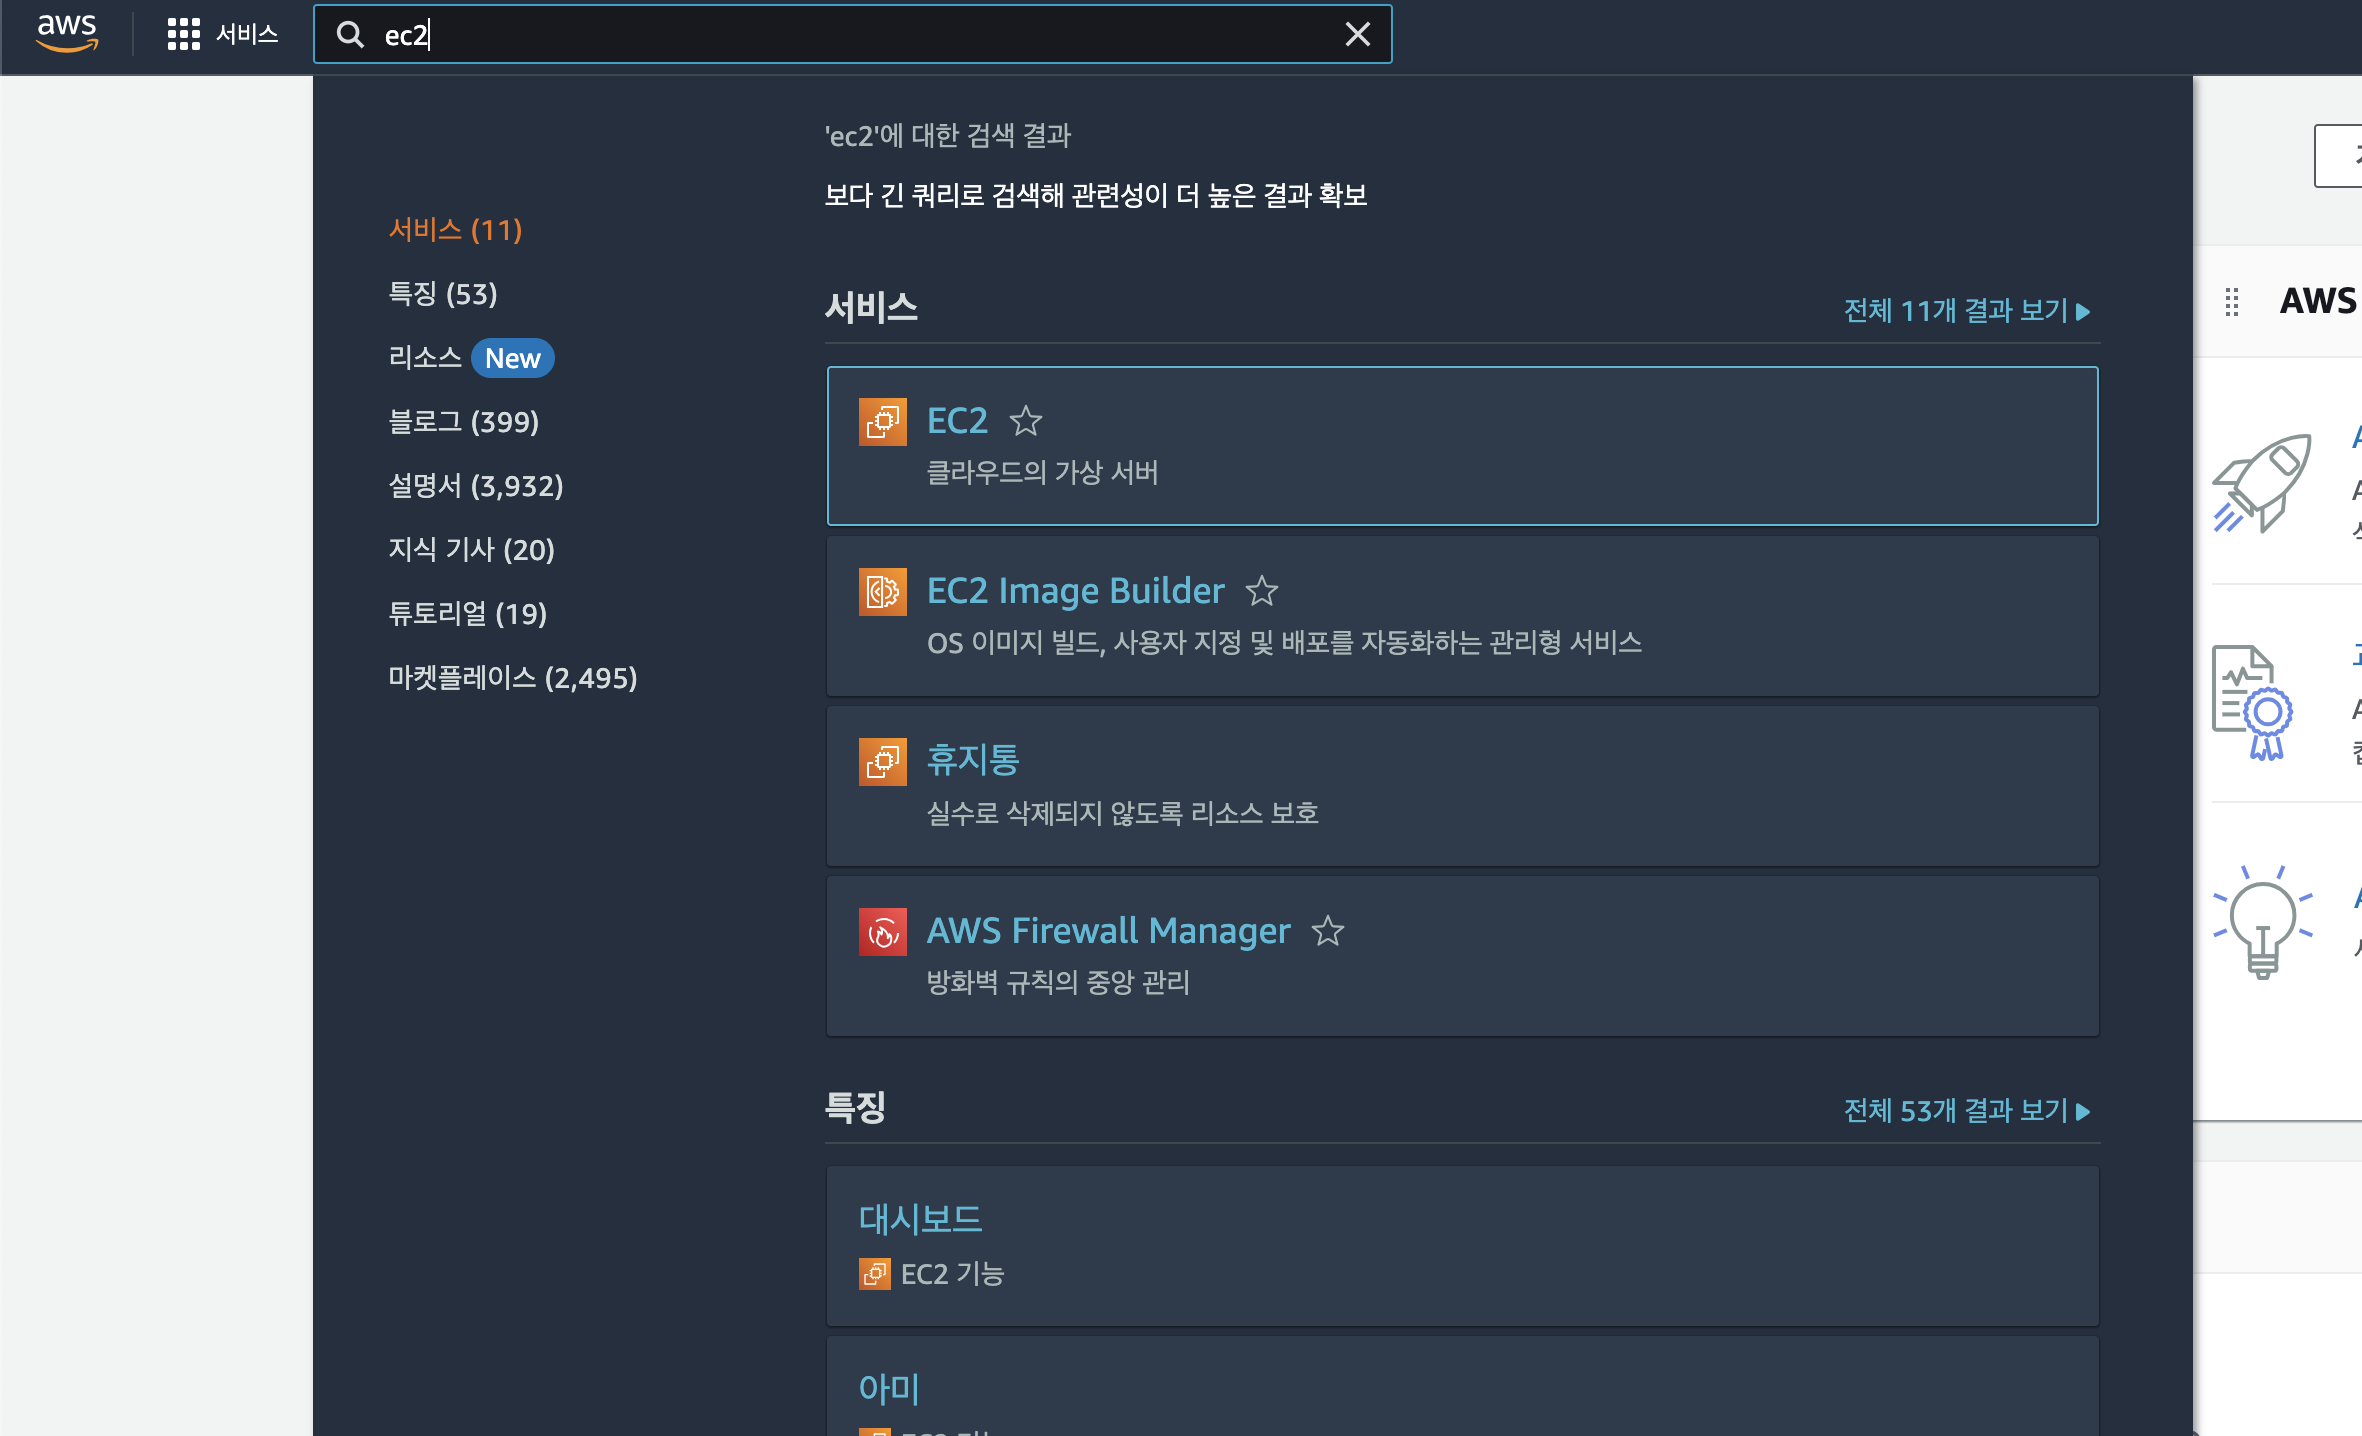 aws
서비스
ec2
'ec2'에 대한 검색 결과
보다 긴 쿼리로 검색해 관련성이 더 높은 결과 확보
서비스 (11)
특징 (53)
리소스 New
블로그 (399)
설명서 (3,932)
지식 기사 (20)
튜토리얼 (19)
마켓플레이스 (2,495)
서비스
전체 11개 결과 보기
EC2
클라우드의 가상 서버
EC2 Image Builder
OS 이미지 빌드, 사용자 지정 및 배포를 자동화하는 관리형 서비스
휴지통
실수로 삭제되지 않도록 리소스 보호
AWS Firewall Manager
방화벽 규칙의 중앙 관리
특징
전체 53개 결과 보기
대시보드
EC2 기능
아미
AWS